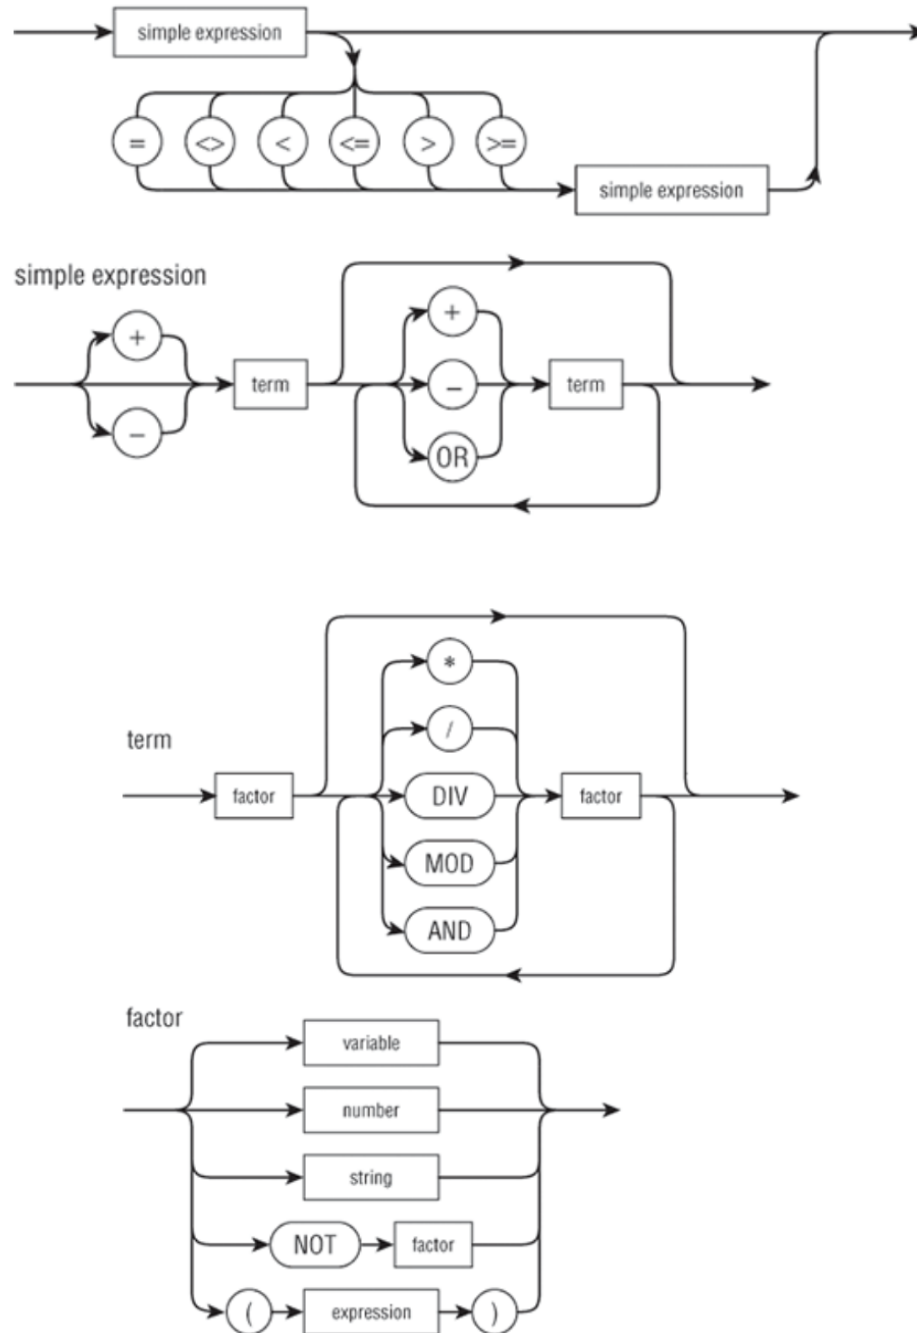 simple expression
= <> < <= > >=
simple expression
simple expression
+
+
term
− term
−
OR
*
/
term
factor DIV factor
MOD
AND
factor
variable
number
string
NOT factor
( expression )